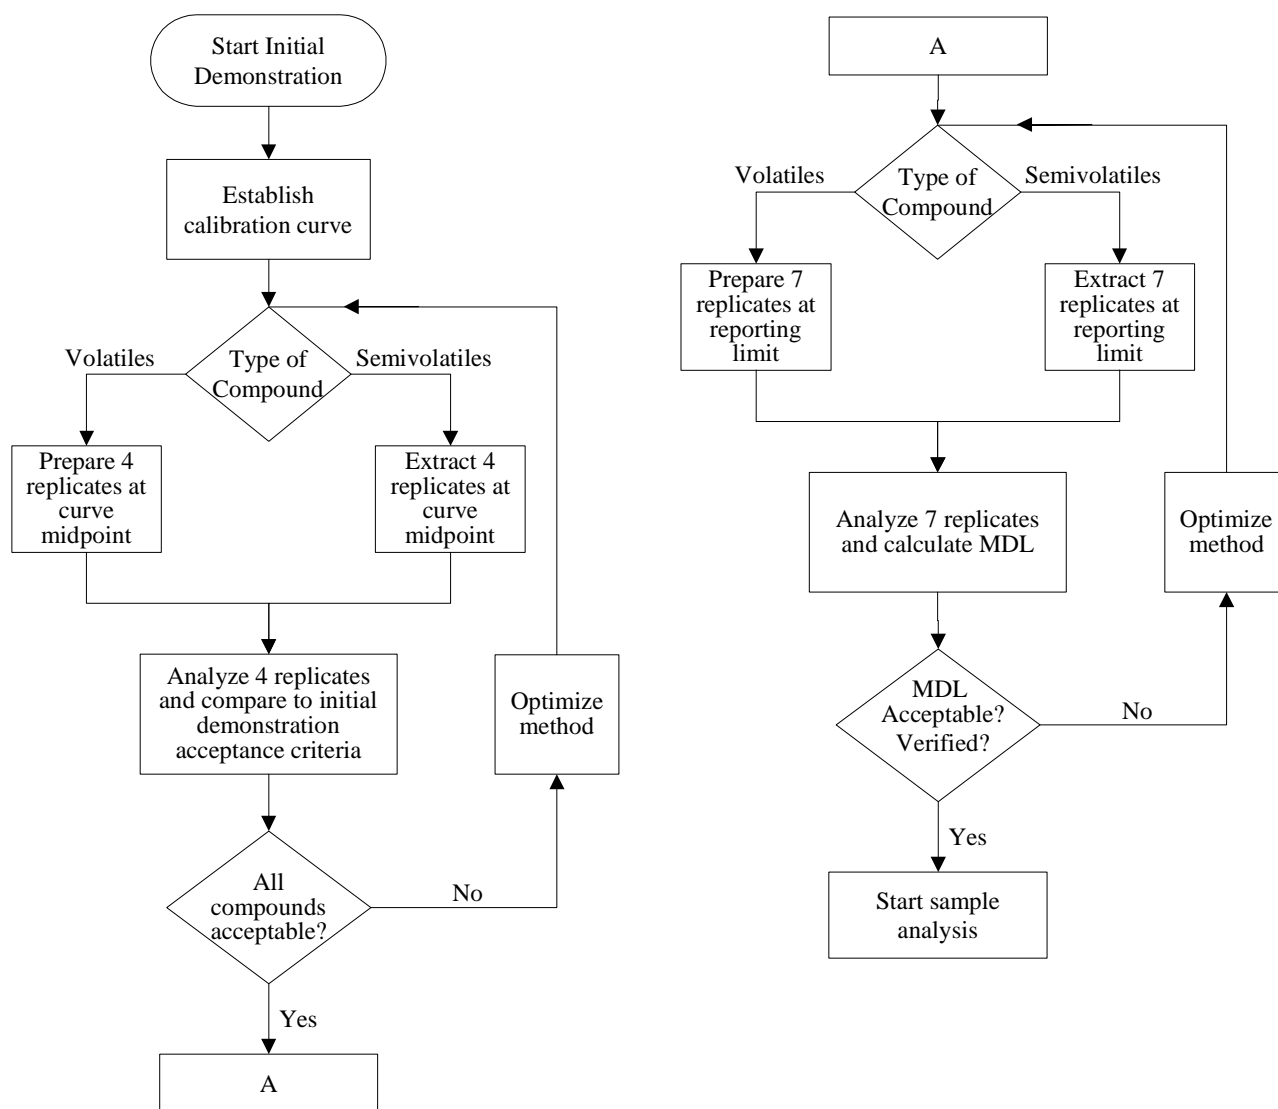 Start Initial
Demonstration
Establish
calibration curve
Type of
Compound
Volatiles
Semivolatiles
Prepare 4
replicates at
curve
midpoint
Extract 4
replicates at
curve
midpoint
Analyze 4 replicates
and compare to initial
demonstration
acceptance criteria
Optimize
method
All
compounds
acceptable?
No
Yes
A
A
Type of
Compound
Volatiles
Semivolatiles
Prepare 7
replicates at
reporting
limit
Extract 7
replicates at
reporting
limit
Analyze 7 replicates
and calculate MDL
Optimize
method
MDL
Acceptable?
Verified?
No
Yes
Start sample
analysis